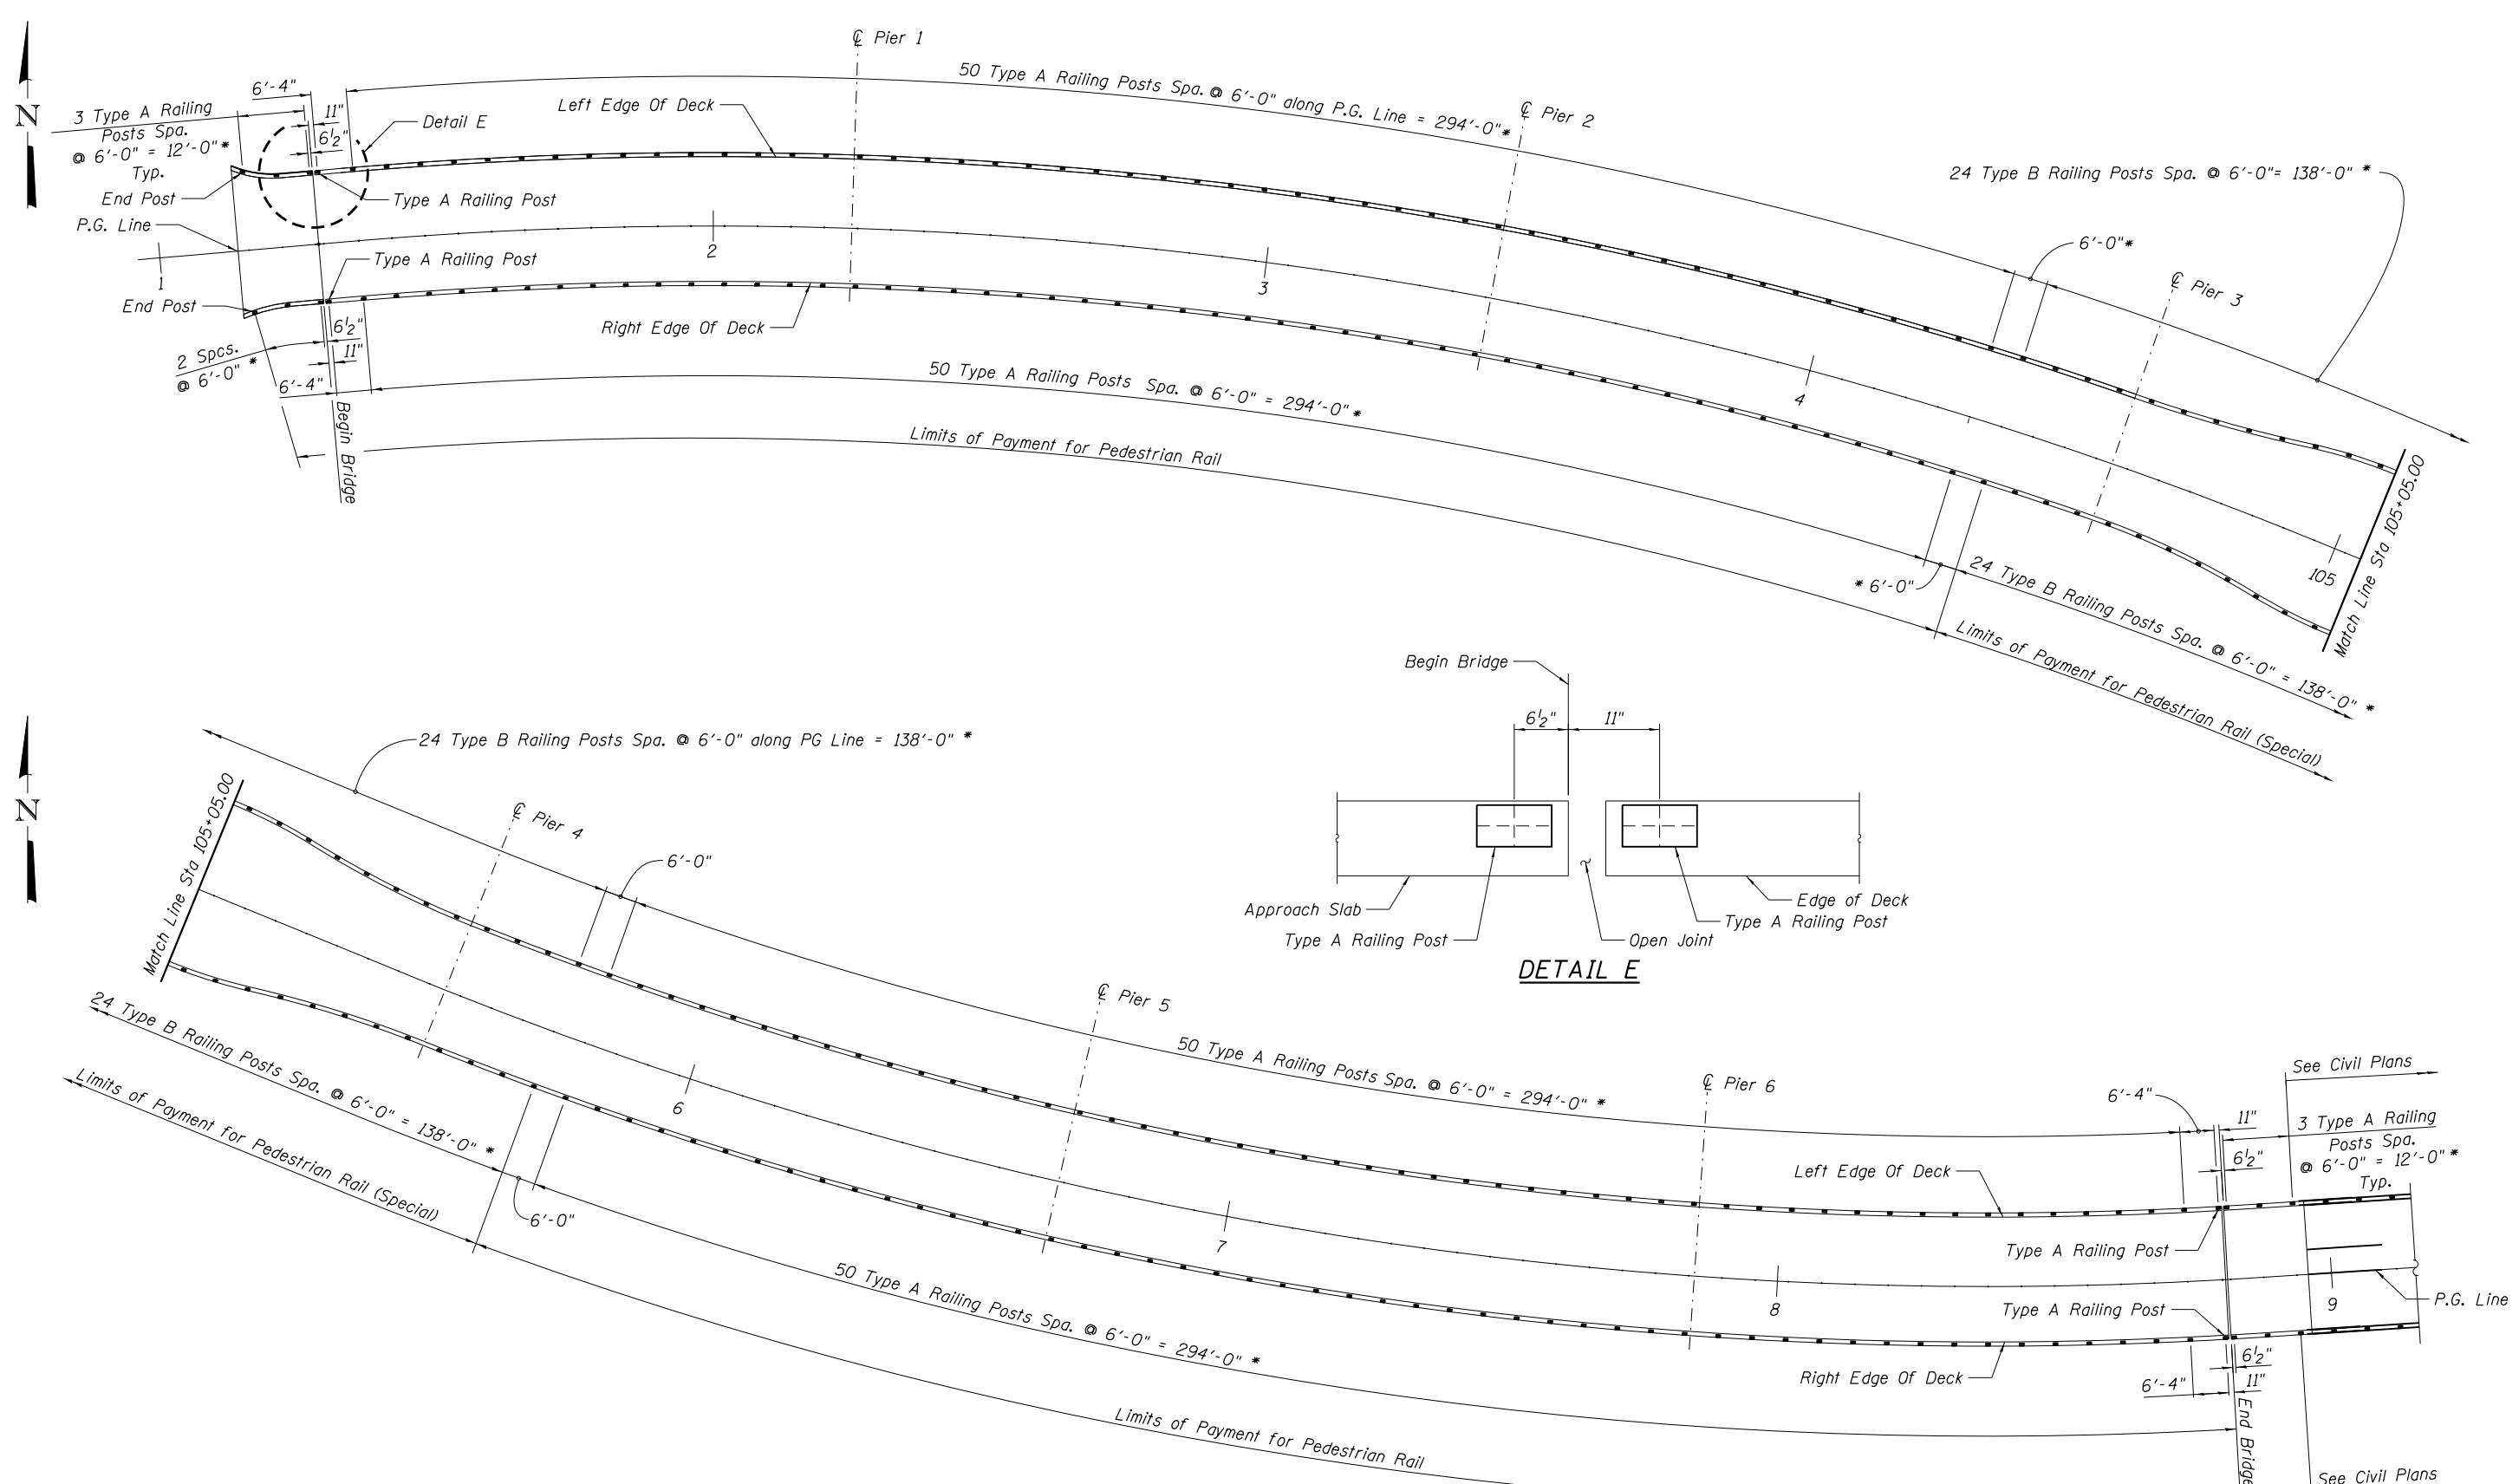 ℄ Pier 1
50 Type A Railing Posts Spa. @ 6'-0" along P.G. Line = 294'-0"*
6'-4"
3 Type A Railing
Posts Spa.
@ 6'-0" = 12'-0"*
Typ.
11"
6½"
Left Edge Of Deck
Detail E
℄ Pier 2
N
24 Type B Railing Posts Spa. @ 6'-0"= 138'-0" *
End Post
Type A Railing Post
P.G. Line
6'-0"*
Type A Railing Post
1
2
3
4
105
℄ Pier 3
End Post
Right Edge Of Deck
6½"
11"
2 Spcs.
@ 6'-0" *
6'-4"
Begin Bridge
50 Type A Railing Posts Spa. @ 6'-0" = 294'-0"*
Limits of Payment for Pedestrian Rail
Match Line Sta 105+05.00
* 6'-0"
24 Type B Railing Posts Spa. @ 6'-0" = 138'-0" *
Limits of Payment for Pedestrian Rail (Special)
Begin Bridge
6½"
11"
Approach Slab
Type A Railing Post
Edge of Deck
Type A Railing Post
Open Joint
DETAIL E
N
24 Type B Railing Posts Spa. @ 6'-0" along PG Line = 138'-0" *
Match Line Sta 105+05.00
℄ Pier 4
6'-0"
℄ Pier 5
50 Type A Railing Posts Spa. @ 6'-0" = 294'-0" *
℄ Pier 6
See Civil Plans
6'-4"
11"
3 Type A Railing
Posts Spa.
@ 6'-0" = 12'-0"*
Typ.
6½"
Left Edge Of Deck
24 Type B Railing Posts Spa. @ 6'-0" = 138'-0" *
Limits of Payment for Pedestrian Rail (Special)
6'-0"
6
7
8
9
Type A Railing Post
Type A Railing Post
P.G. Line
50 Type A Railing Posts Spa. @ 6'-0" = 294'-0" *
Right Edge Of Deck
6½"
6'-4"
11"
End Bridge
Limits of Payment for Pedestrian Rail
See Civil Plans